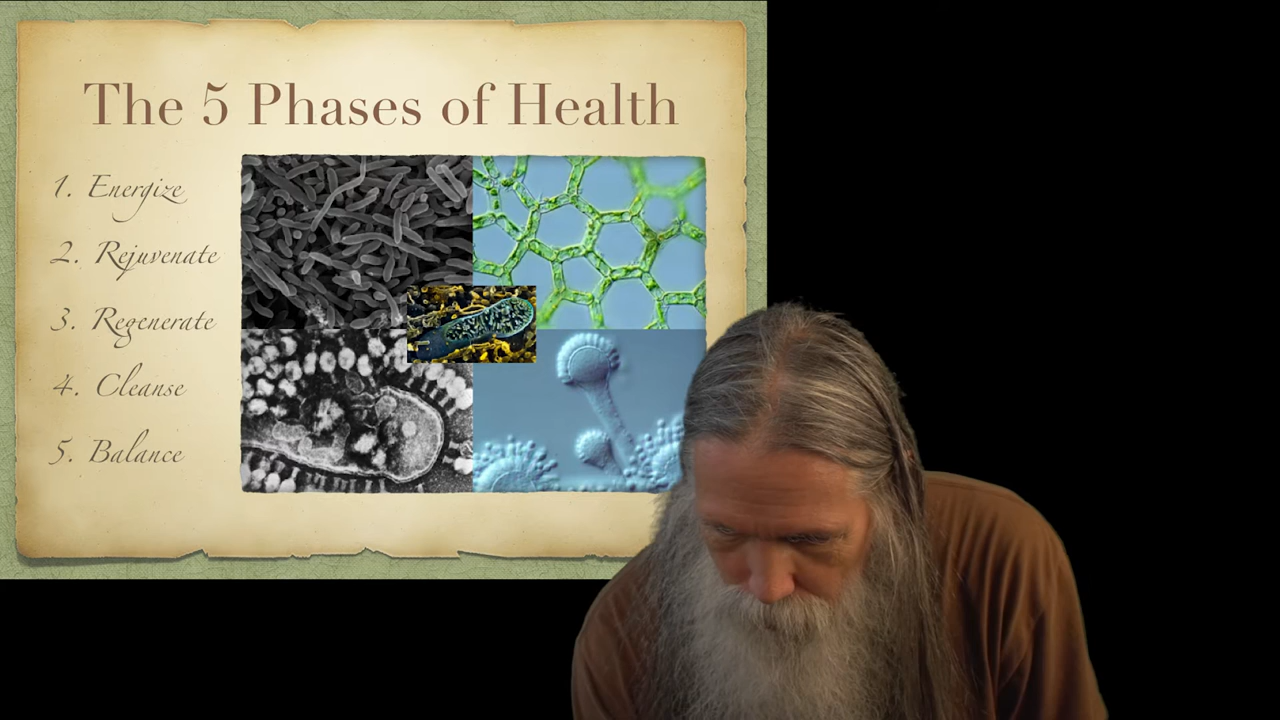 The 5 Phases of Health
1. Energize
2. Rejuvenate
3. Regenerate
4. Cleanse
5. Balance